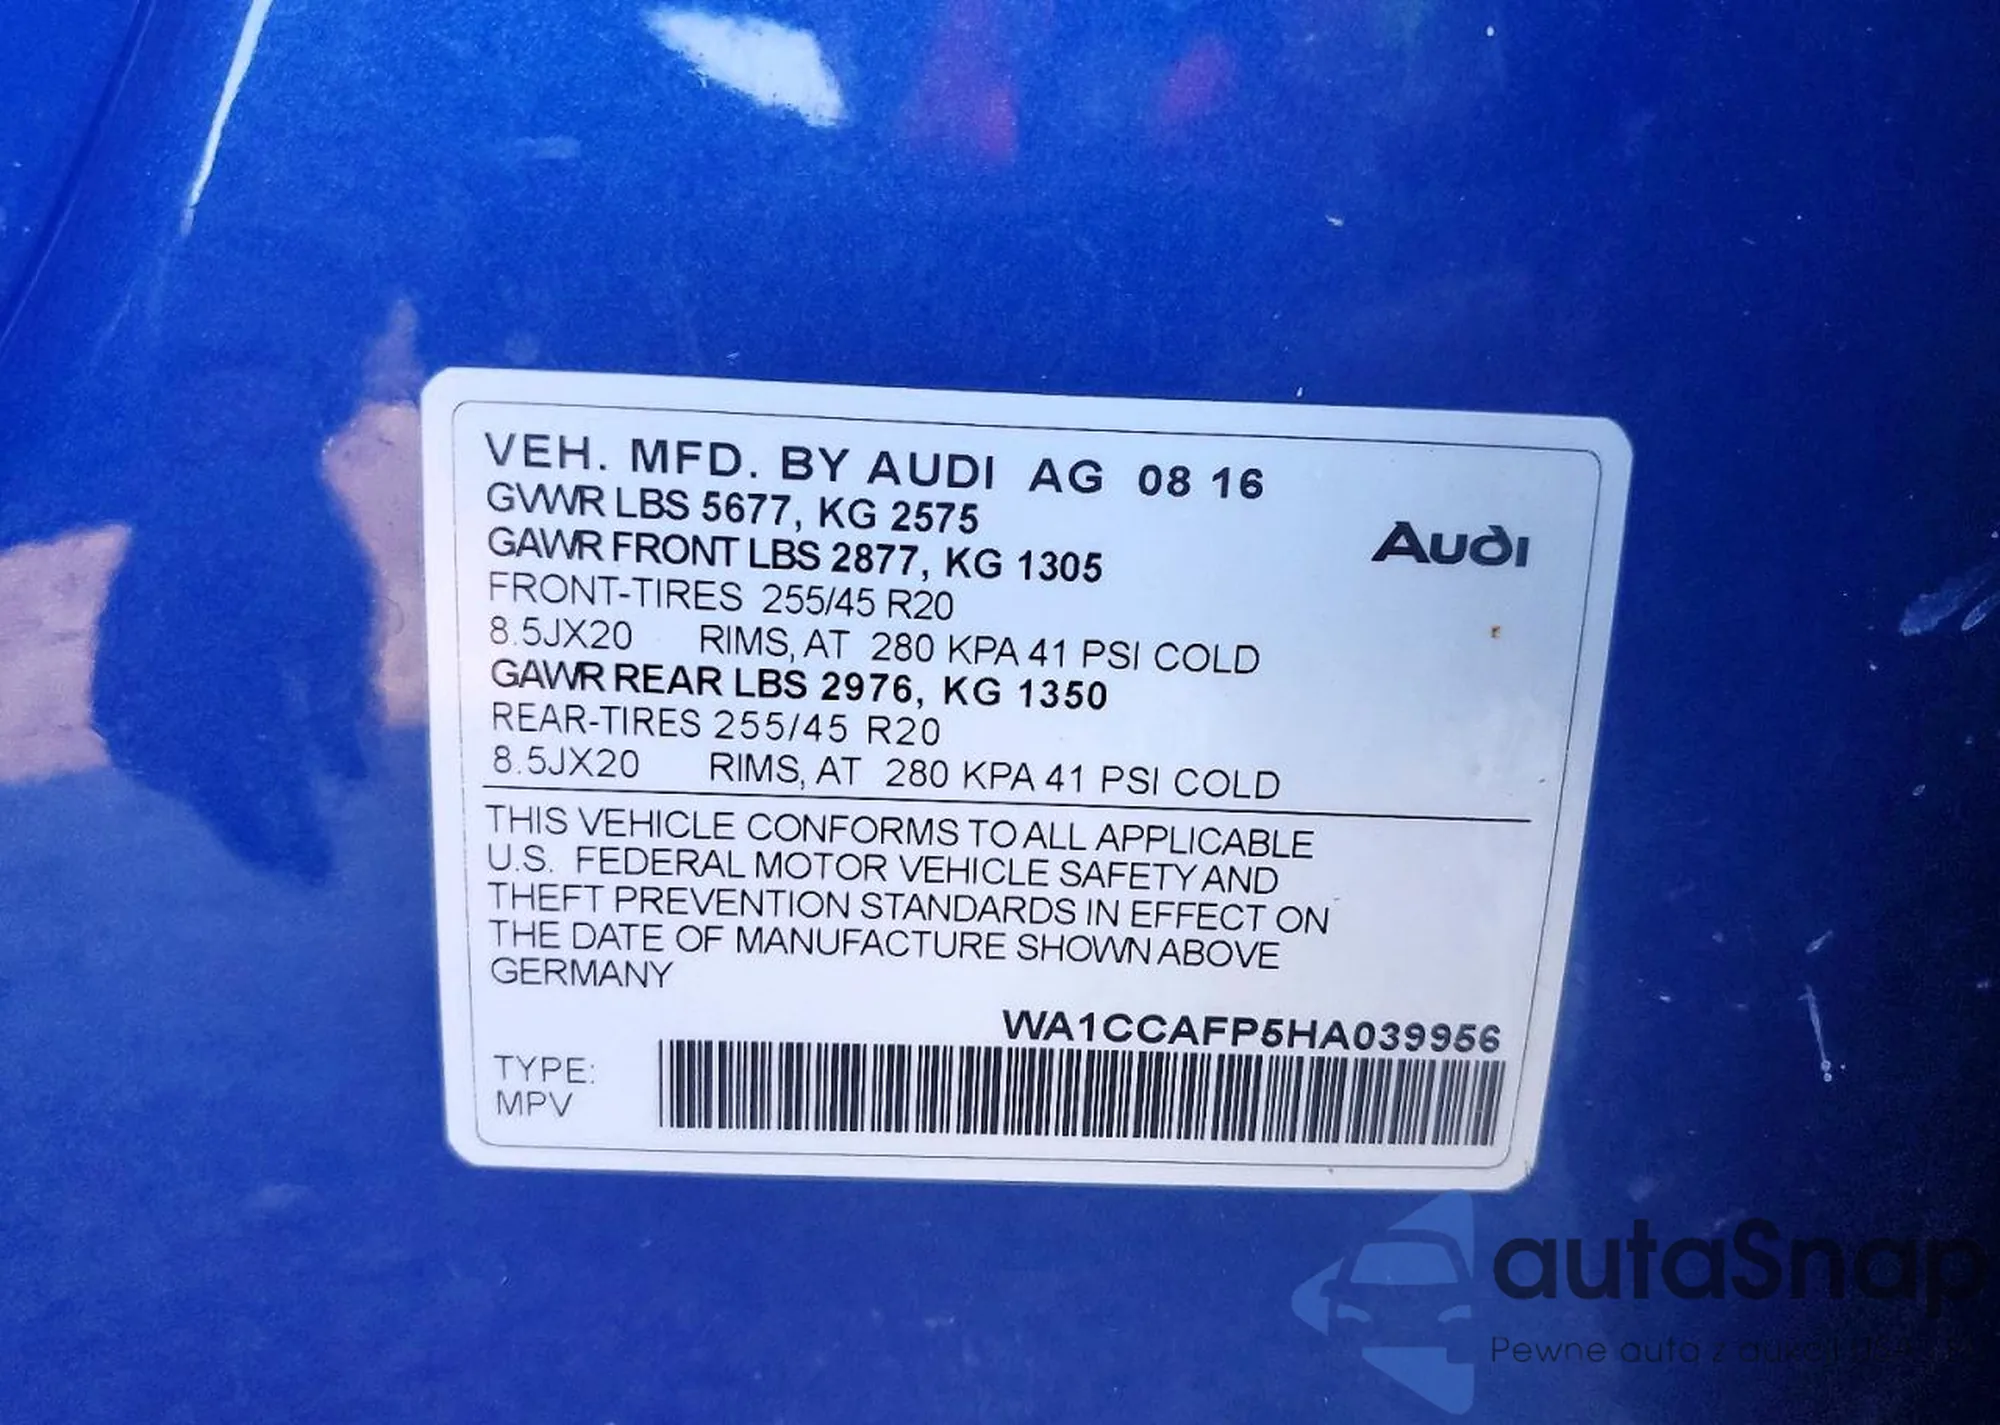 VEH. MFD. BY AUDI AG 08 16
GVWR LBS 5677, KG 2575
GAWR FRONT LBS 2877, KG 1305
Audi
FRONT-TIRES 255/45 R20
8.5JX20 RIMS, AT 280 KPA 41 PSI COLD
GAWR REAR LBS 2976, KG 1350
REAR-TIRES 255/45 R20
8.5JX20 RIMS, AT 280 KPA 41 PSI COLD
THIS VEHICLE CONFORMS TO ALL APPLICABLE
U.S. FEDERAL MOTOR VEHICLE SAFETY AND
THEFT PREVENTION STANDARDS IN EFFECT ON
THE DATE OF MANUFACTURE SHOWN ABOVE
GERMANY
WA1CCAFP5HA039956
TYPE:
MPV
autaSnap
Pewne auta z aukcji